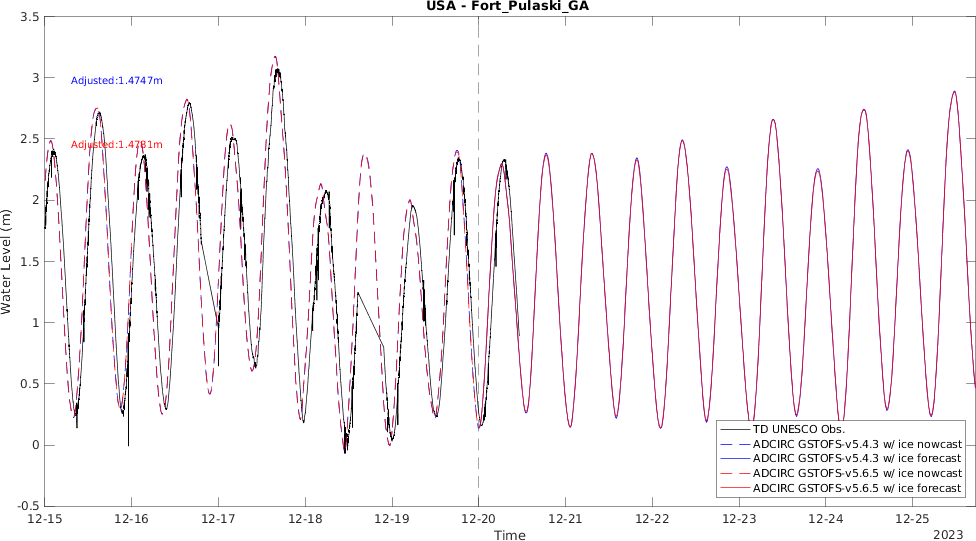 USA - Fort_Pulaski_GA
3.5
3
2.5
2
1.5
1
0.5
0
-0.5
Water Level (m)
Adjusted:1.4747m
Adjusted:1.4781m
TD UNESCO Obs.
ADCIRC GSTOFS-v5.4.3 w/ ice nowcast
ADCIRC GSTOFS-v5.4.3 w/ ice forecast
ADCIRC GSTOFS-v5.6.5 w/ ice nowcast
ADCIRC GSTOFS-v5.6.5 w/ ice forecast
12-15 12-16 12-17 12-18 12-19 12-20 12-21 12-22 12-23 12-24 12-25
Time
2023